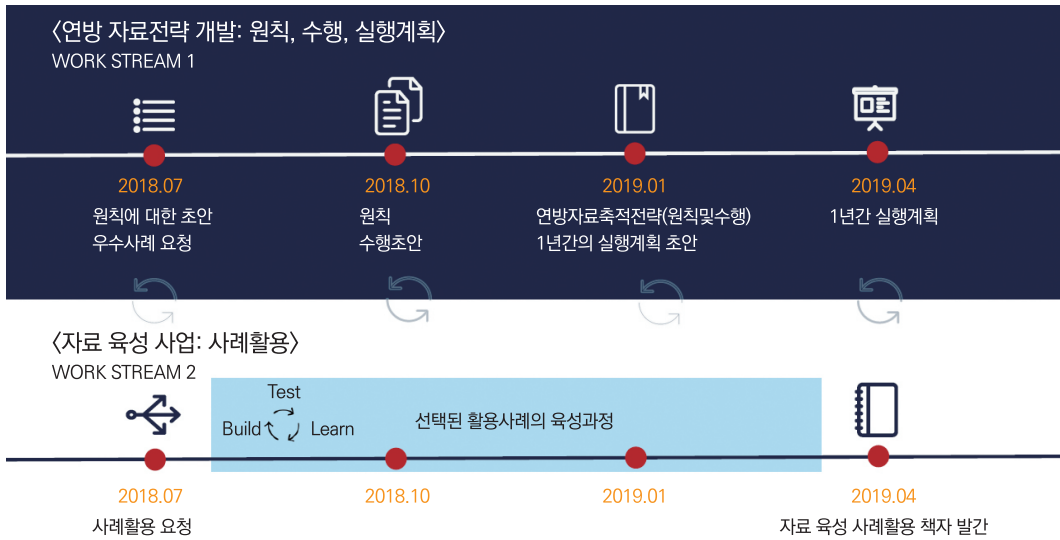 〈연방 자료전략 개발: 원칙, 수행, 실행계획〉
WORK STREAM 1
2018.07
원칙에 대한 초안
우수사례 요청
2018.10
원칙
수행초안
2019.01
연방자료축적전략(원칙및수행)
1년간의 실행계획 초안
2019.04
1년간 실행계획
〈자료 육성 사업: 사례활용〉
WORK STREAM 2
Test
Build
Learn
선택된 활용사례의 육성과정
2018.07
사례활용 요청
2018.10
2019.01
2019.04
자료 육성 사례활용 책자 발간